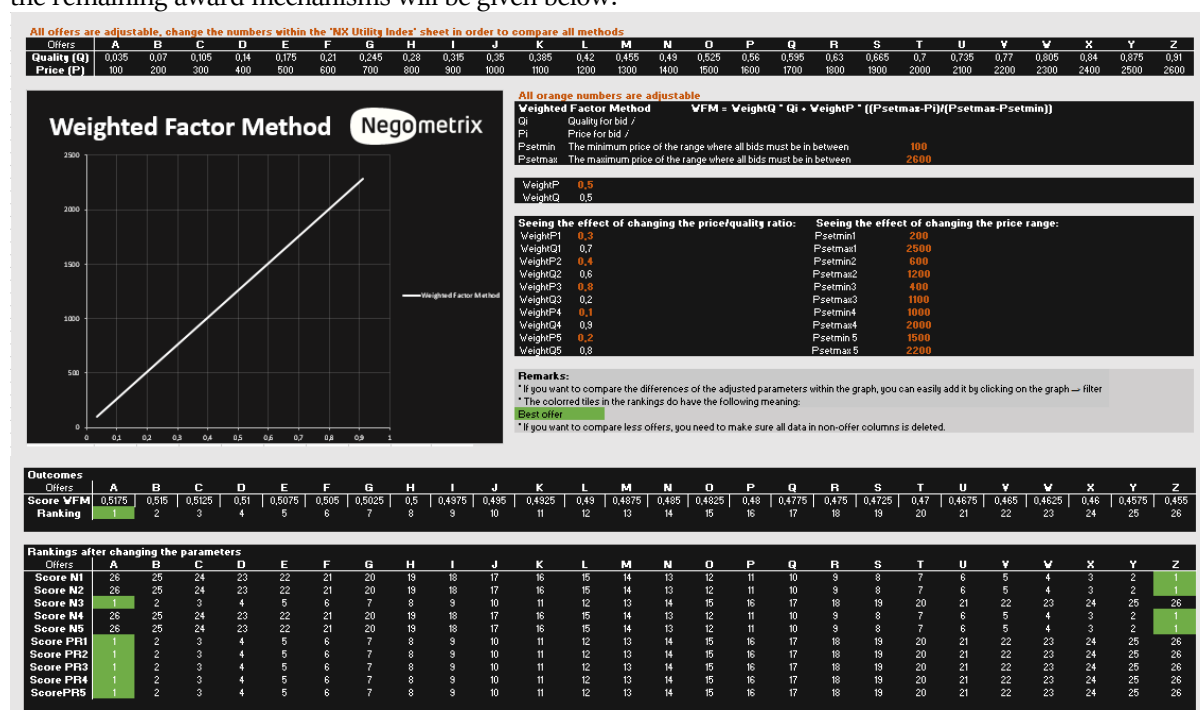 the remaining award mechanisms will be given below.
All offers are adjustable, change the numbers within the 'NX Utility Index' sheet in order to compare all methods
Offers A B C D E F G H I J K L M N O P Q R S T U V W X Y Z
Quality (Q) 0,035 0,07 0,105 0,14 0,175 0,21 0,245 0,28 0,315 0,35 0,385 0,42 0,455 0,49 0,525 0,56 0,595 0,63 0,665 0,7 0,735 0,77 0,805 0,84 0,875 0,91
Price (P) 100 200 300 400 500 600 700 800 900 1000 1100 1200 1300 1400 1500 1600 1700 1800 1900 2000 2100 2200 2300 2400 2500 2600
Weighted Factor Method Negometrix
2500
2000
1500
1000
500
0
0 0,1 0,2 0,3 0,4 0,5 0,6 0,7 0,8 0,9 1
Weighted Factor Method
All orange numbers are adjustable
Weighted Factor Method WFM = WeightQ * Qi + WeightP * ((Psetmax-Pi)/(Psetmax-Psetmin))
Qi Quality for bid i
Pi Price for bid i
Psetmin The minimum price of the range where all bids must be in between 100
Psetmax The maximum price of the range where all bids must be in between 2600
WeightP 0,5
WeightQ 0,5
Seeing the effect of changing the price/quality ratio: Seeing the effect of changing the price range:
WeightP1 0,3 Psetmin1 200
WeightQ1 0,7 Psetmax1 2500
WeightP2 0,4 Psetmin2 600
WeightQ2 0,6 Psetmax2 1200
WeightP3 0,8 Psetmin3 400
WeightQ3 0,2 Psetmax3 1100
WeightP4 0,1 Psetmin4 1000
WeightQ4 0,9 Psetmax4 2000
WeightP5 0,2 Psetmin 5 1500
WeightQ5 0,8 Psetmax 5 2200
Remarks:
* If you want to compare the differences of the adjusted parameters within the graph, you can easily add it by clicking on the graph → filter
* The colorred tiles in the rankings do have the following meaning:
Best offer
* If you want to compare less offers, you need to make sure all data in non-offer columns is deleted.
Outcomes
Offers A B C D E F G H I J K L M N O P Q R S T U V W X Y Z
Score WFM 0,5175 0,515 0,5125 0,51 0,5075 0,505 0,5025 0,5 0,4975 0,495 0,4925 0,49 0,4875 0,485 0,4825 0,48 0,4775 0,475 0,4725 0,47 0,4675 0,465 0,4625 0,46 0,4575 0,455
Ranking 1 2 3 4 5 6 7 8 9 10 11 12 13 14 15 16 17 18 19 20 21 22 23 24 25 26
Rankings after changing the parameters
Offers A B C D E F G H I J K L M N O P Q R S T U V W X Y Z
Score N1 26 25 24 23 22 21 20 19 18 17 16 15 14 13 12 11 10 9 8 7 6 5 4 3 2 1
Score N2 26 25 24 23 22 21 20 19 18 17 16 15 14 13 12 11 10 9 8 7 6 5 4 3 2 1
Score N3 1 2 3 4 5 6 7 8 9 10 11 12 13 14 15 16 17 18 19 20 21 22 23 24 25 26
Score N4 26 25 24 23 22 21 20 19 18 17 16 15 14 13 12 11 10 9 8 7 6 5 4 3 2 1
Score N5 26 25 24 23 22 21 20 19 18 17 16 15 14 13 12 11 10 9 8 7 6 5 4 3 2 1
Score PR1 1 2 3 4 5 6 7 8 9 10 11 12 13 14 15 16 17 18 19 20 21 22 23 24 25 26
Score PR2 1 2 3 4 5 6 7 8 9 10 11 12 13 14 15 16 17 18 19 20 21 22 23 24 25 26
Score PR3 1 2 3 4 5 6 7 8 9 10 11 12 13 14 15 16 17 18 19 20 21 22 23 24 25 26
Score PR4 1 2 3 4 5 6 7 8 9 10 11 12 13 14 15 16 17 18 19 20 21 22 23 24 25 26
ScorePR5 1 2 3 4 5 6 7 8 9 10 11 12 13 14 15 16 17 18 19 20 21 22 23 24 25 26